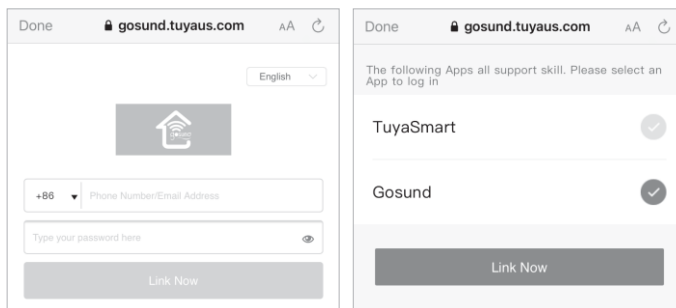 Done
gosund.tuyaus.com
AA
English
gosund
+86
Phone Number/Email Address
Type your password here
Link Now
Done
gosund.tuyaus.com
AA
The following Apps all support skill. Please select an
App to log in
TuyaSmart
Gosund
Link Now